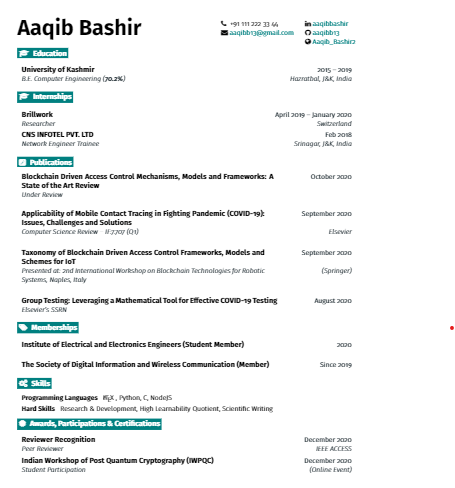 Aaqib Bashir
+91 111 222 33 44
aaqibb13@gmail.com
aaqibbashir
aaqibb13
Aaqib_Bashir2
Education
University of Kashmir 2015 – 2019
B.E. Computer Engineering (70.2%) Hazratbal, J&K, India
Internships
Brillwork April 2019 – January 2020
Researcher Switzerland
CNS INFOTEL PVT. LTD Feb 2018
Network Engineer Trainee Srinagar, J&K, India
Publications
Blockchain Driven Access Control Mechanisms, Models and Frameworks: A October 2020
State of the Art Review
Under Review
Applicability of Mobile Contact Tracing in Fighting Pandemic (COVID-19): September 2020
Issues, Challenges and Solutions
Computer Science Review IF:7.707 (Q1) Elsevier
Taxonomy of Blockchain Driven Access Control Frameworks, Models and September 2020
Schemes for IoT
Presented at: 2nd International Workshop on Blockchain Technologies for Robotic (Springer)
Systems, Naples, Italy
Group Testing: Leveraging a Mathematical Tool for Effective COVID-19 Testing August 2020
Elsevier's SSRN
Memberships
Institute of Electrical and Electronics Engineers (Student Member) 2020
The Society of Digital Information and Wireless Communication (Member) Since 2019
Skills
Programming Languages LaTeX , Python, C, NodeJS
Hard Skills Research & Development, High Learnability Quotient, Scientific Writing
Awards, Participations & Certifications
Reviewer Recognition December 2020
Peer Reviewer IEEE ACCESS
Indian Workshop of Post Quantum Cryptography (IWPQC) December 2020
Student Participation (Online Event)